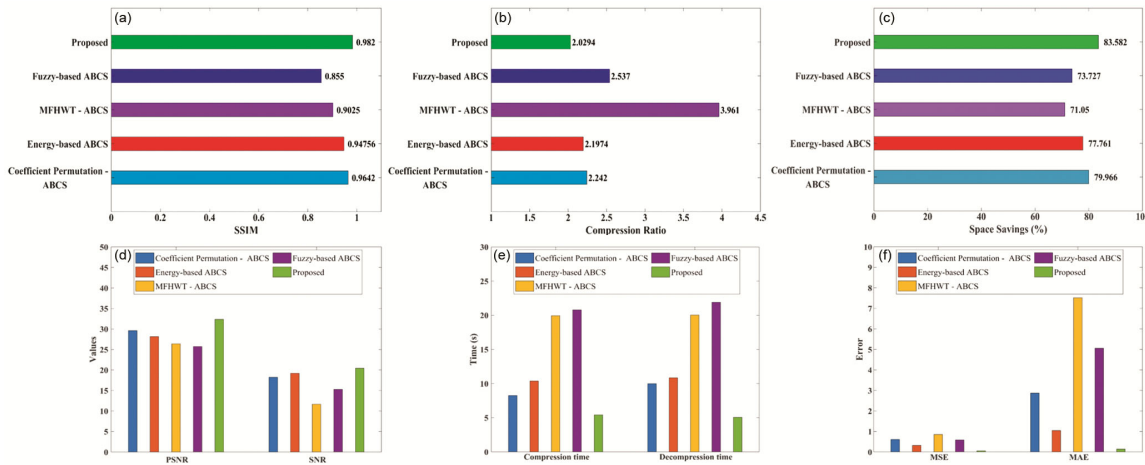 (a)
Proposed
0.982
Fuzzy-based ABCS
0.855
MFHWT - ABCS
0.9025
Energy-based ABCS
0.94756
Coefficient Permutation -
ABCS
0.9642
0 0.2 0.4 0.6 0.8 1
SSIM
(b)
Proposed
2.0294
Fuzzy-based ABCS
2.537
MFHWT - ABCS
3.961
Energy-based ABCS
2.1974
Coefficient Permutation -
ABCS
2.242
1 1.5 2 2.5 3 3.5 4 4.5
Compression Ratio
(c)
Proposed
83.582
Fuzzy-based ABCS
73.727
MFHWT - ABCS
71.05
Energy-based ABCS
77.761
Coefficient Permutation -
ABCS
79.966
0 20 40 60 80 10
Space Savings (%)
(d)
Coefficient Permutation - ABCS
Fuzzy-based ABCS
Energy-based ABCS
Proposed
MFHWT - ABCS
50
45
40
35
30
25
20
15
10
5
0
Values
PSNR SNR
(e)
Coefficient Permutation - ABCS
Fuzzy-based ABCS
Energy-based ABCS
Proposed
MFHWT - ABCS
30
25
20
15
10
5
0
Time (s)
Compression time Decompression time
(f)
Coefficient Permutation - ABCS
Fuzzy-based ABCS
Energy-based ABCS
Proposed
MFHWT - ABCS
10
9
8
7
6
5
4
3
2
1
0
Error
MSE MAE